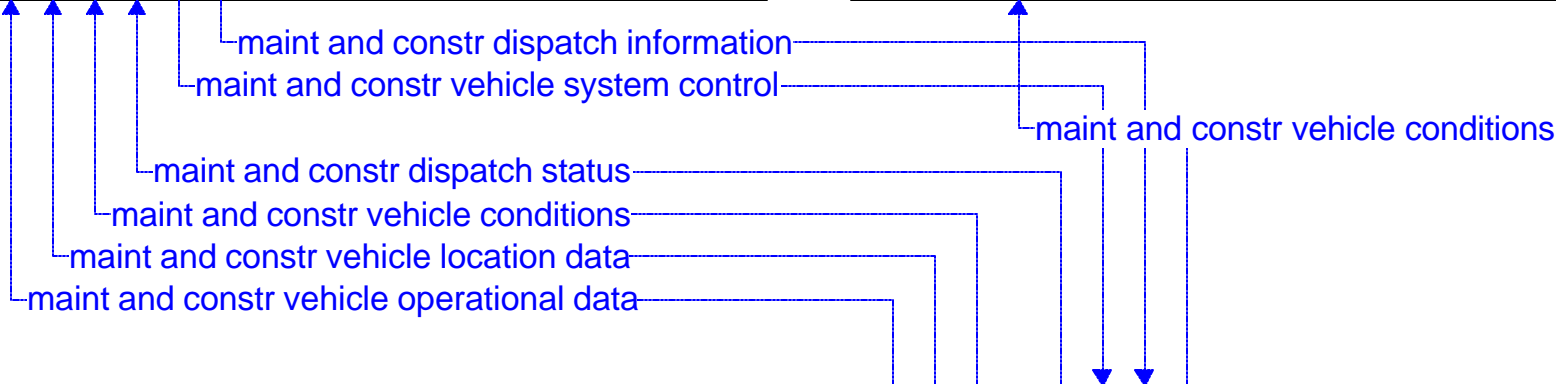 maint and constr dispatch information
maint and constr vehicle system control
maint and constr vehicle conditions
maint and constr dispatch status
maint and constr vehicle conditions
maint and constr vehicle location data
maint and constr vehicle operational data